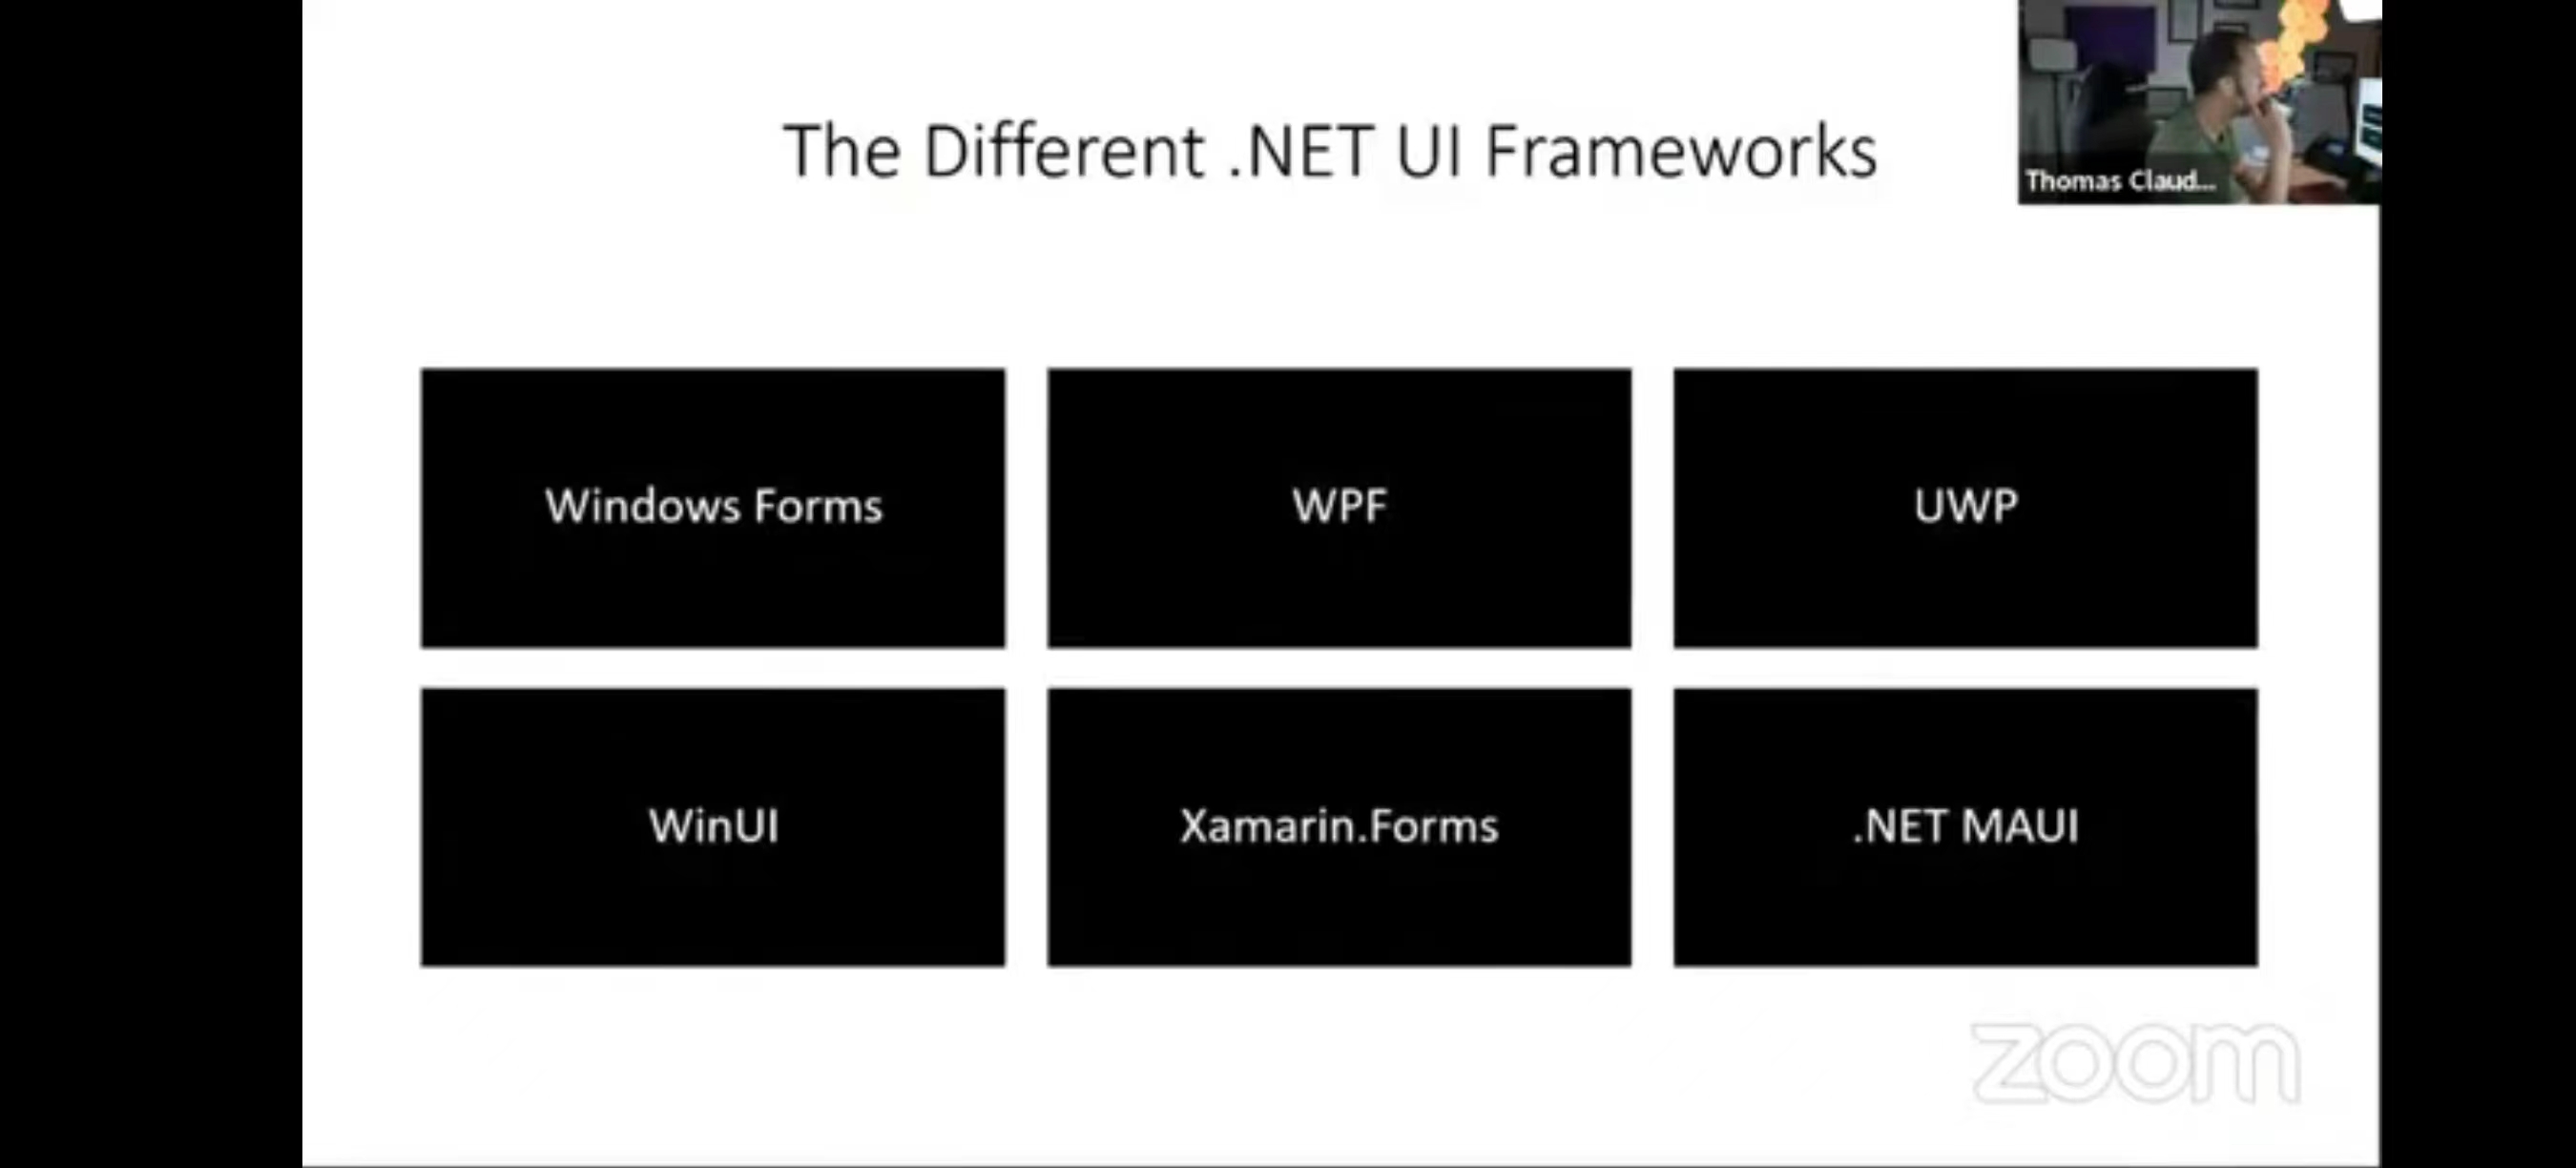 The Different .NET UI Frameworks
Thomas Claud...
Windows Forms
WPF
UWP
WinUI
Xamarin.Forms
.NET MAUI
zoom